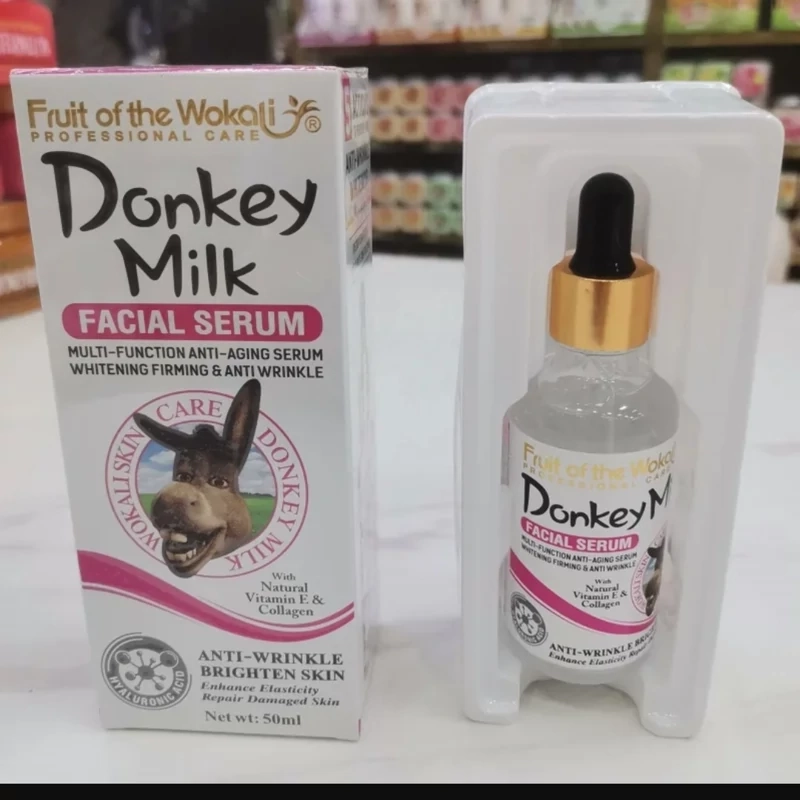 Fruit of the Wokali ®
PROFESSIONAL CARE
Donkey
Milk
FACIAL SERUM
MULTI-FUNCTION ANTI-AGING SERUM
WHITENING FIRMING & ANTI WRINKLE
WOKALI SKIN CARE DONKEY MILK
With
Natural
Vitamin E &
Collagen
HYALURONIC ACID
ANTI-WRINKLE
BRIGHTEN SKIN
Enhance Elasticity
Repair Damaged Skin
Net wt: 50ml
Fruit of the Woka
PROFESSIONAL CARE
Donkey M
FACIAL SERUM
MULTI-FUNCTION ANTI-AGING SERUM
WHITENING FIRMING & ANTI WRINKLE
With
Natural
Vitamin E &
Collagen
ANTI-WRINKLE
Enhance Elasticity